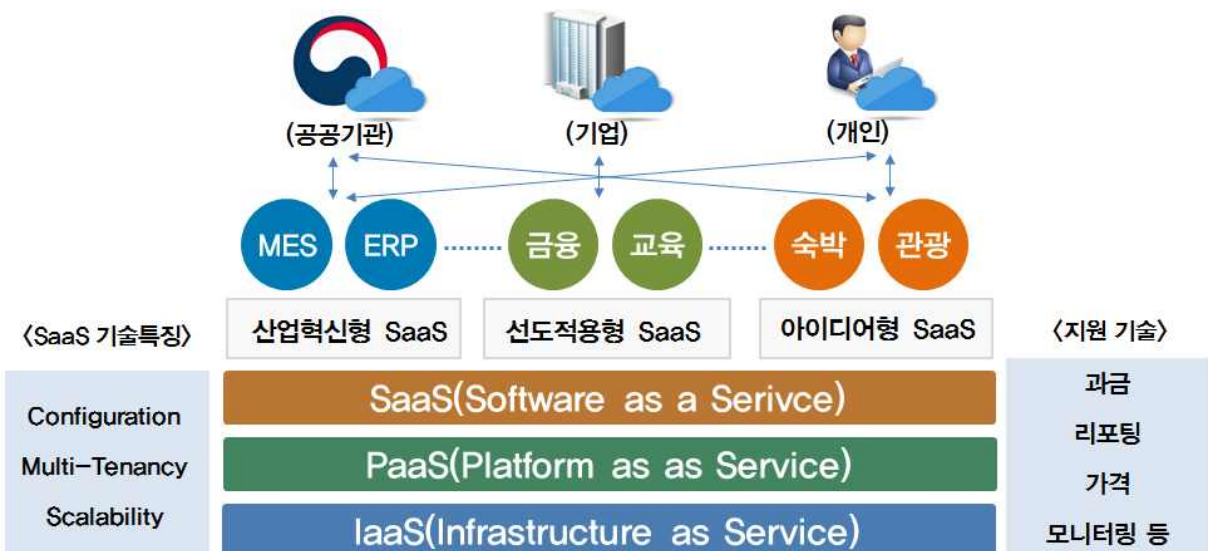 (공공기관)
(기업)
(개인)
MES
ERP
금융
교육
숙박
관광
산업혁신형 SaaS
선도적용형 SaaS
아이디어형 SaaS
〈SaaS 기술특징〉
Configuration
Multi-Tenancy
Scalability
SaaS(Software as a Serivce)
PaaS(Platform as as Service)
IaaS(Infrastructure as Service)
〈지원 기술〉
과금
리포팅
가격
모니터링 등